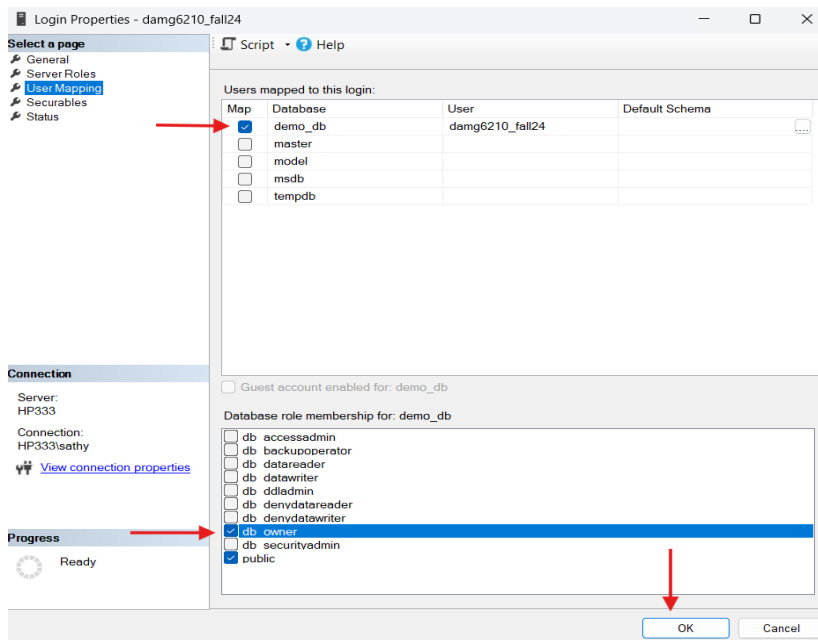 Login Properties - damg6210_fall24
Select a page
General
Server Roles
User Mapping
Securables
Status
Script Help
Users mapped to this login:
Map Database User Default Schema
demo_db damg6210_fall24 ...
master
model
msdb
tempdb
Guest account enabled for: demo_db
Database role membership for: demo_db
db_accessadmin
db_backupoperator
db_datareader
db_datawriter
db_ddladmin
db_denydatareader
db_denydatawriter
db_owner
db_securityadmin
public
Connection
Server:
HP333
Connection:
HP333\sathy
View connection properties
Progress
Ready
OK Cancel